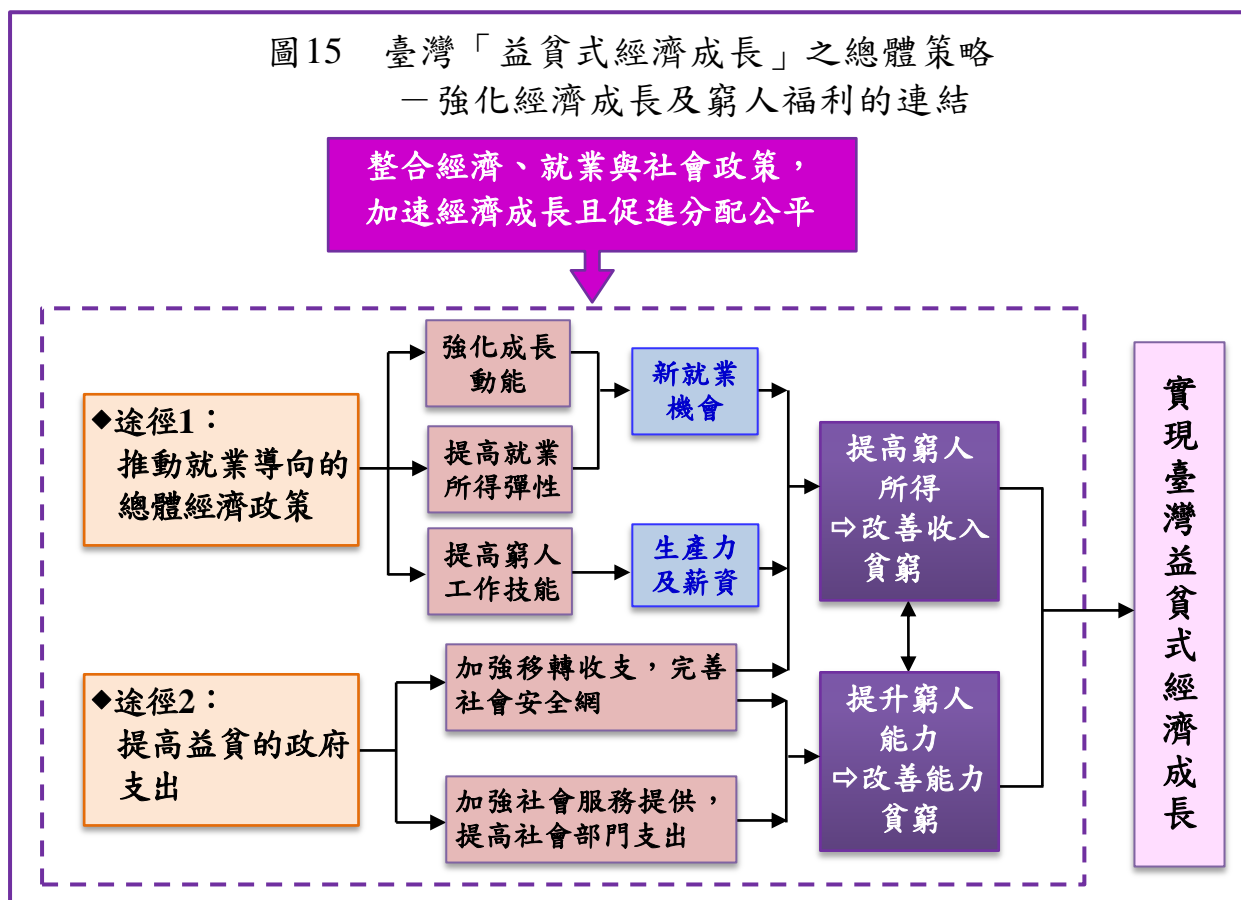 圖15 臺灣「益貧式經濟成長」之總體策略
－強化經濟成長及窮人福利的連結
整合經濟、就業與社會政策，
加速經濟成長且促進分配公平
◆途徑1：
推動就業導向的
總體經濟政策
強化成長
動能
提高就業
所得彈性
提高窮人
工作技能
新就業
機會
生產力
及薪資
◆途徑2：
提高益貧的政府
支出
加強移轉收支，完善
社會安全網
加強社會服務提供，
提高社會部門支出
提高窮人
所得
⇨改善收入
貧窮
提升窮人
能力
⇨改善能力
貧窮
實現臺灣益貧式經濟成長